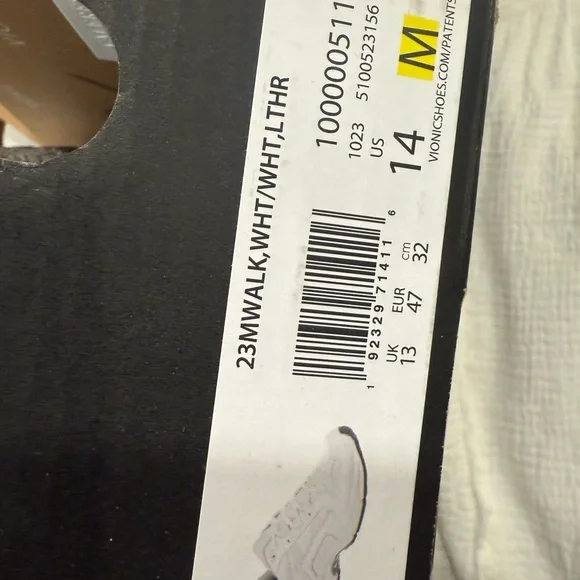 23MWALK,WHT/WHT,LTHR
100000511
1023 5100523156
US
14 M
VIONICSHOES.COM/PATENTS
1 92329 71411 6
UK EUR cm
13 47 32